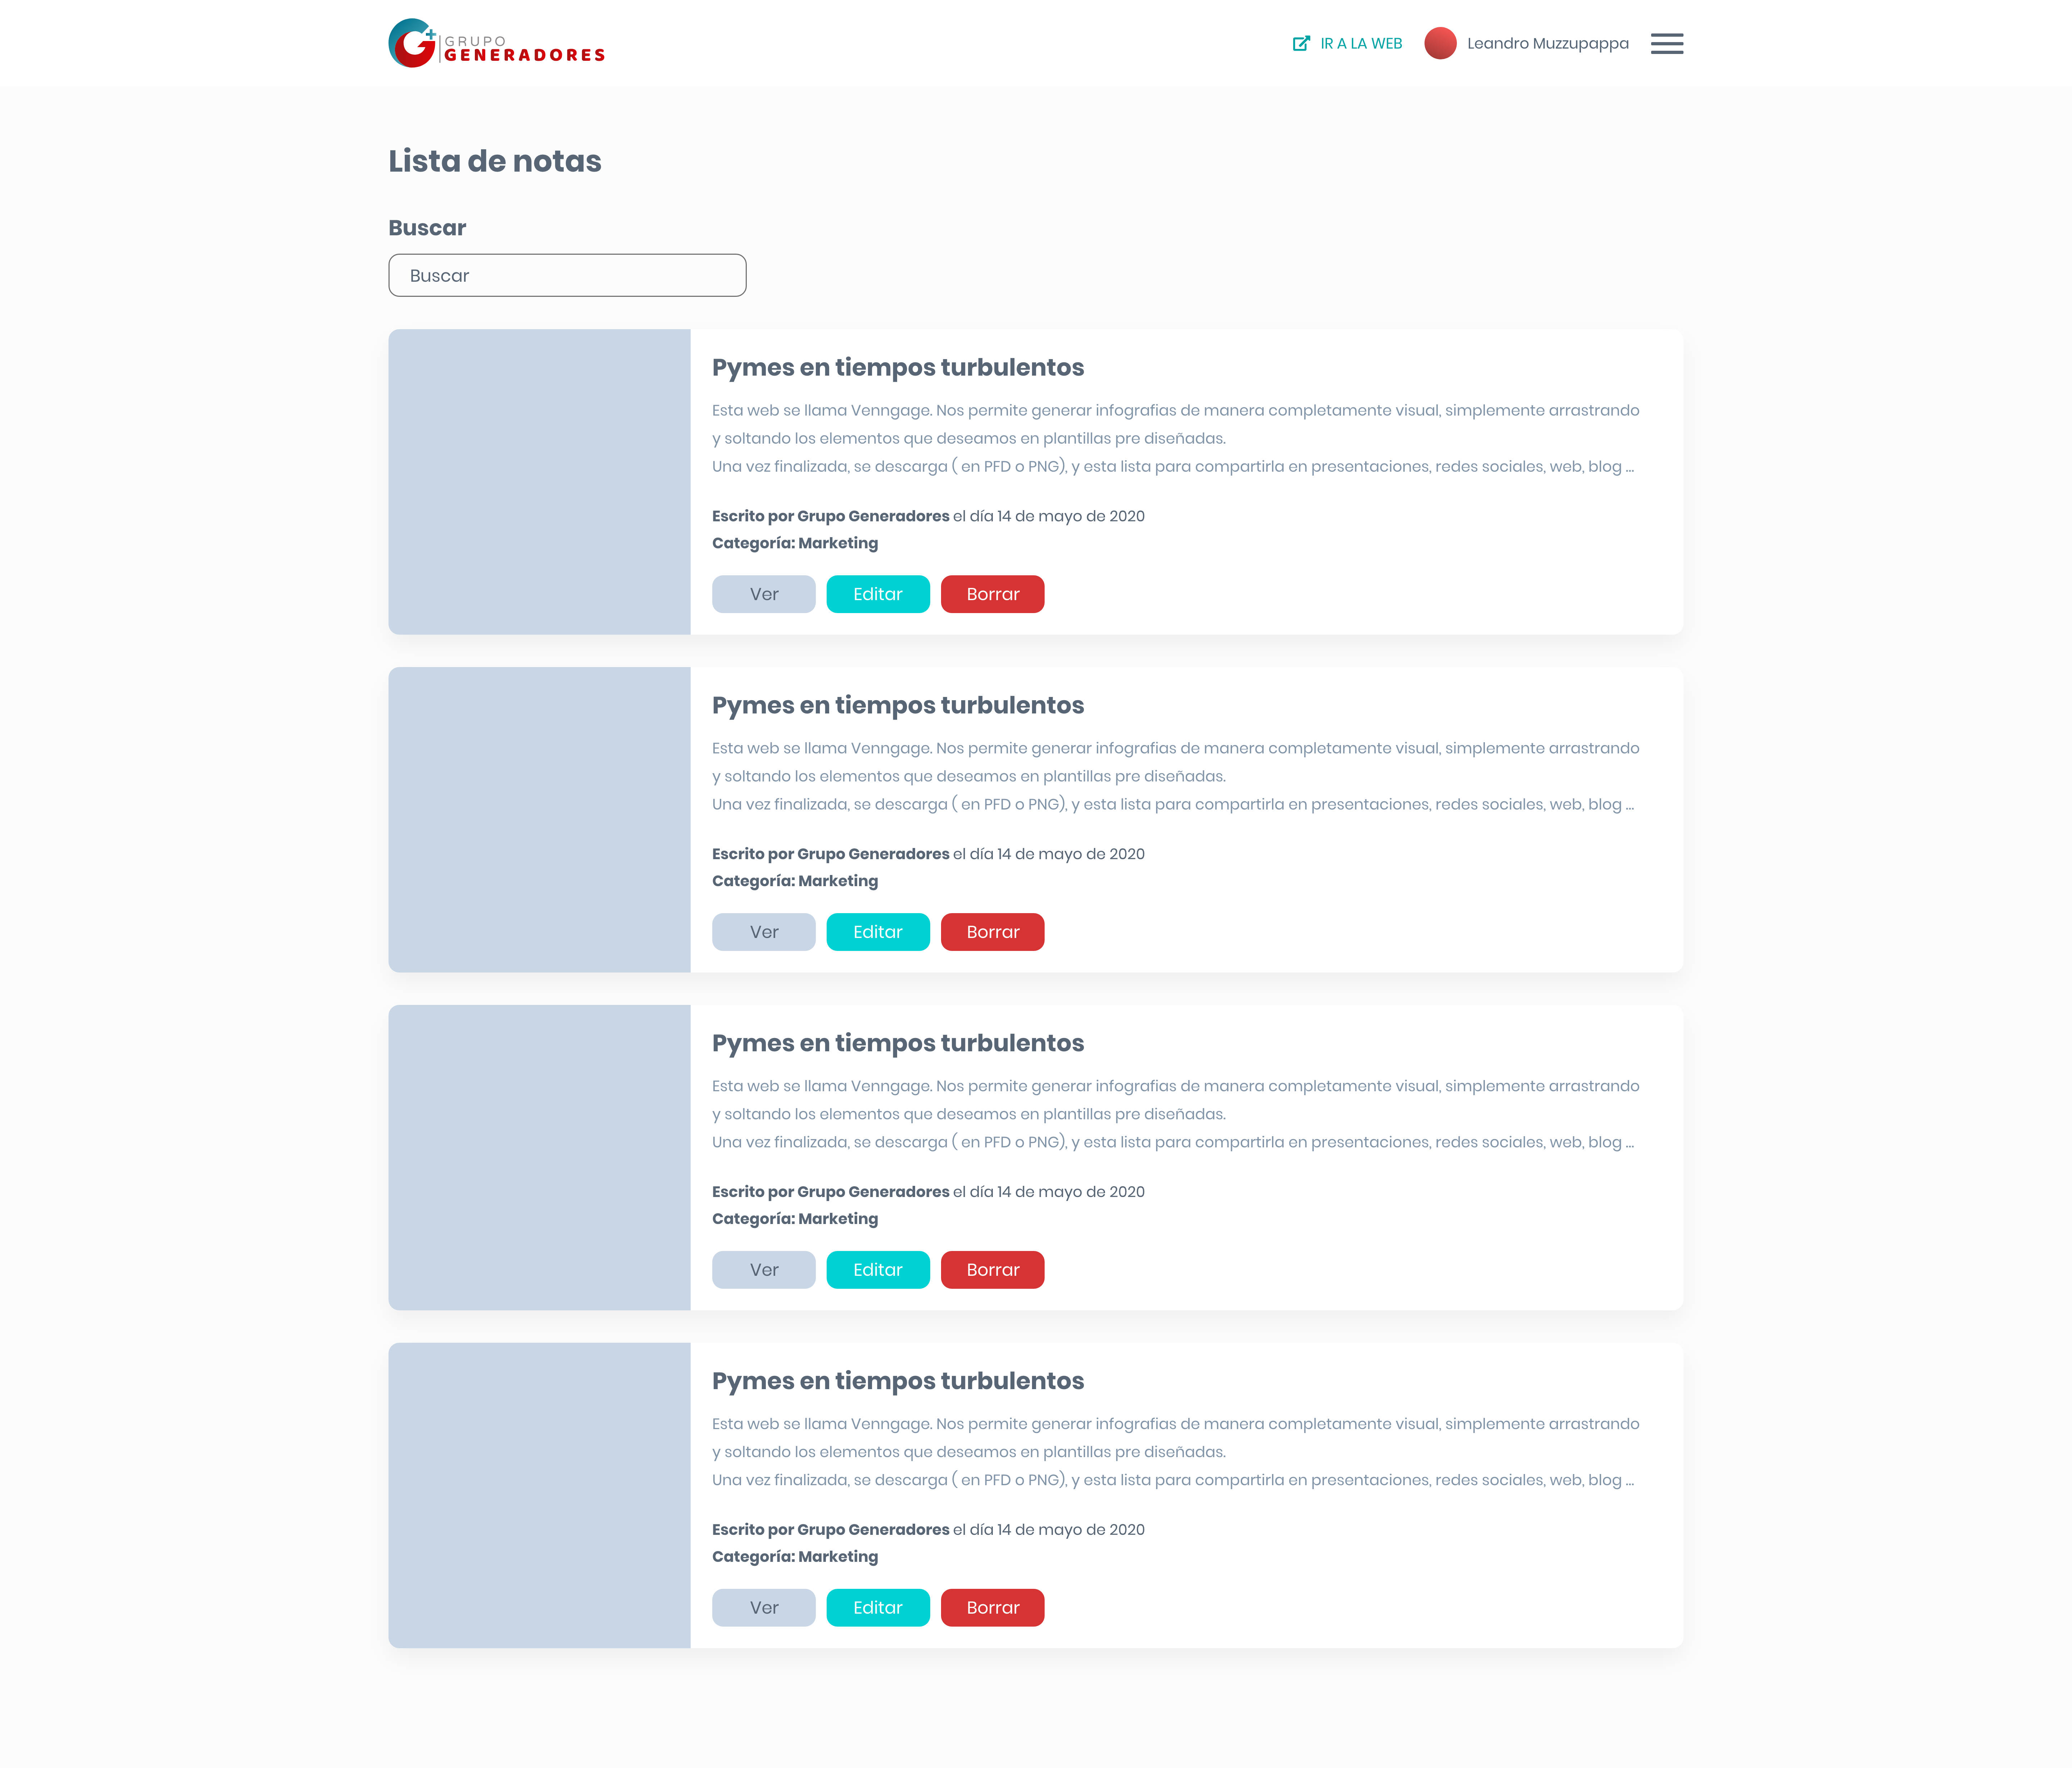 GRUPO
GENERADORES
IR A LA WEB
Leandro Muzzupappa
Lista de notas
Buscar
Buscar
Pymes en tiempos turbulentos
Esta web se llama Venngage. Nos permite generar infografias de manera completamente visual, simplemente arrastrando
y soltando los elementos que deseamos en plantillas pre diseñadas.
Una vez finalizada, se descarga ( en PFD o PNG), y esta lista para compartirla en presentaciones, redes sociales, web, blog ...
Escrito por Grupo Generadores el día 14 de mayo de 2020
Categoría: Marketing
Ver Editar Borrar
Pymes en tiempos turbulentos
Esta web se llama Venngage. Nos permite generar infografias de manera completamente visual, simplemente arrastrando
y soltando los elementos que deseamos en plantillas pre diseñadas.
Una vez finalizada, se descarga ( en PFD o PNG), y esta lista para compartirla en presentaciones, redes sociales, web, blog ...
Escrito por Grupo Generadores el día 14 de mayo de 2020
Categoría: Marketing
Ver Editar Borrar
Pymes en tiempos turbulentos
Esta web se llama Venngage. Nos permite generar infografias de manera completamente visual, simplemente arrastrando
y soltando los elementos que deseamos en plantillas pre diseñadas.
Una vez finalizada, se descarga ( en PFD o PNG), y esta lista para compartirla en presentaciones, redes sociales, web, blog ...
Escrito por Grupo Generadores el día 14 de mayo de 2020
Categoría: Marketing
Ver Editar Borrar
Pymes en tiempos turbulentos
Esta web se llama Venngage. Nos permite generar infografias de manera completamente visual, simplemente arrastrando
y soltando los elementos que deseamos en plantillas pre diseñadas.
Una vez finalizada, se descarga ( en PFD o PNG), y esta lista para compartirla en presentaciones, redes sociales, web, blog ...
Escrito por Grupo Generadores el día 14 de mayo de 2020
Categoría: Marketing
Ver Editar Borrar